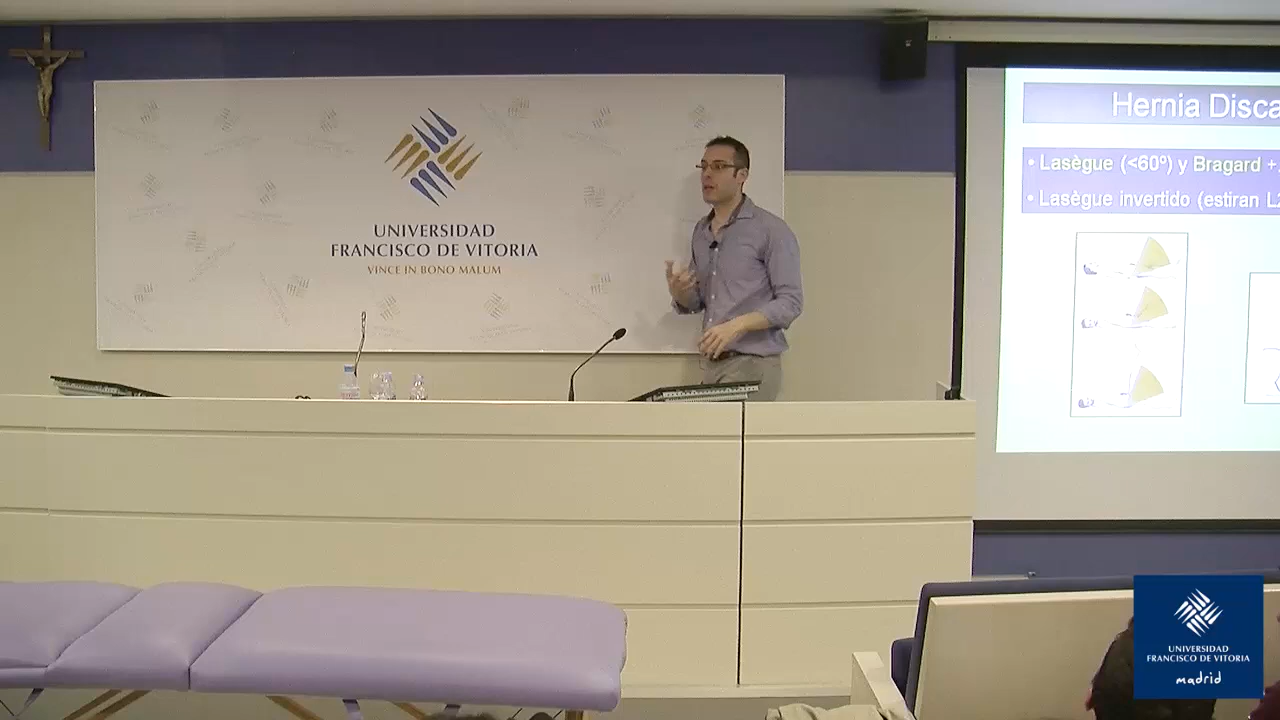 UNIVERSIDAD
FRANCISCO DE VITORIA
VINCE IN BONO MALUM
Hernia Disca
• Lasègue (<60º) y Bragard +
• Lasègue invertido (estiran L
UNIVERSIDAD
FRANCISCO DE VITORIA
madrid